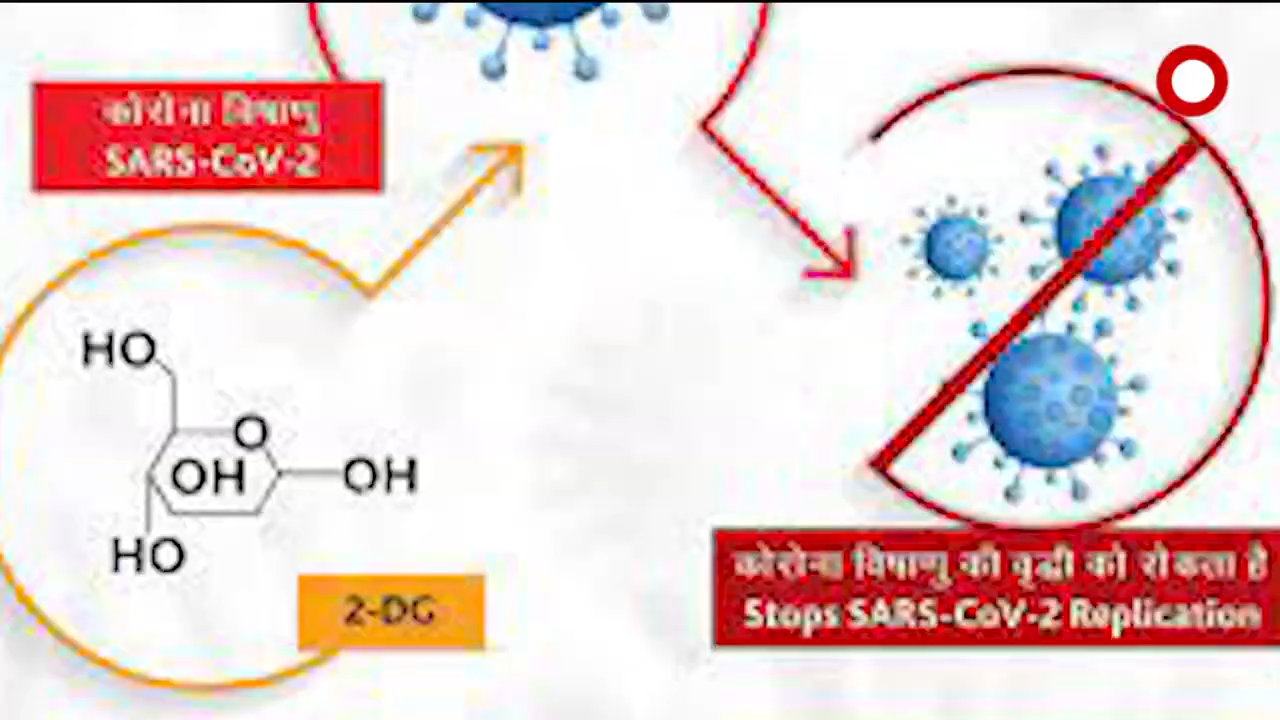 कोरोना विषाणु
SARS-CoV-2
HO
O
OH
OH
HO
2-DG
कोरोना विषाणु की वृद्धी को रोकता है
Stops SARS-CoV-2 Replication